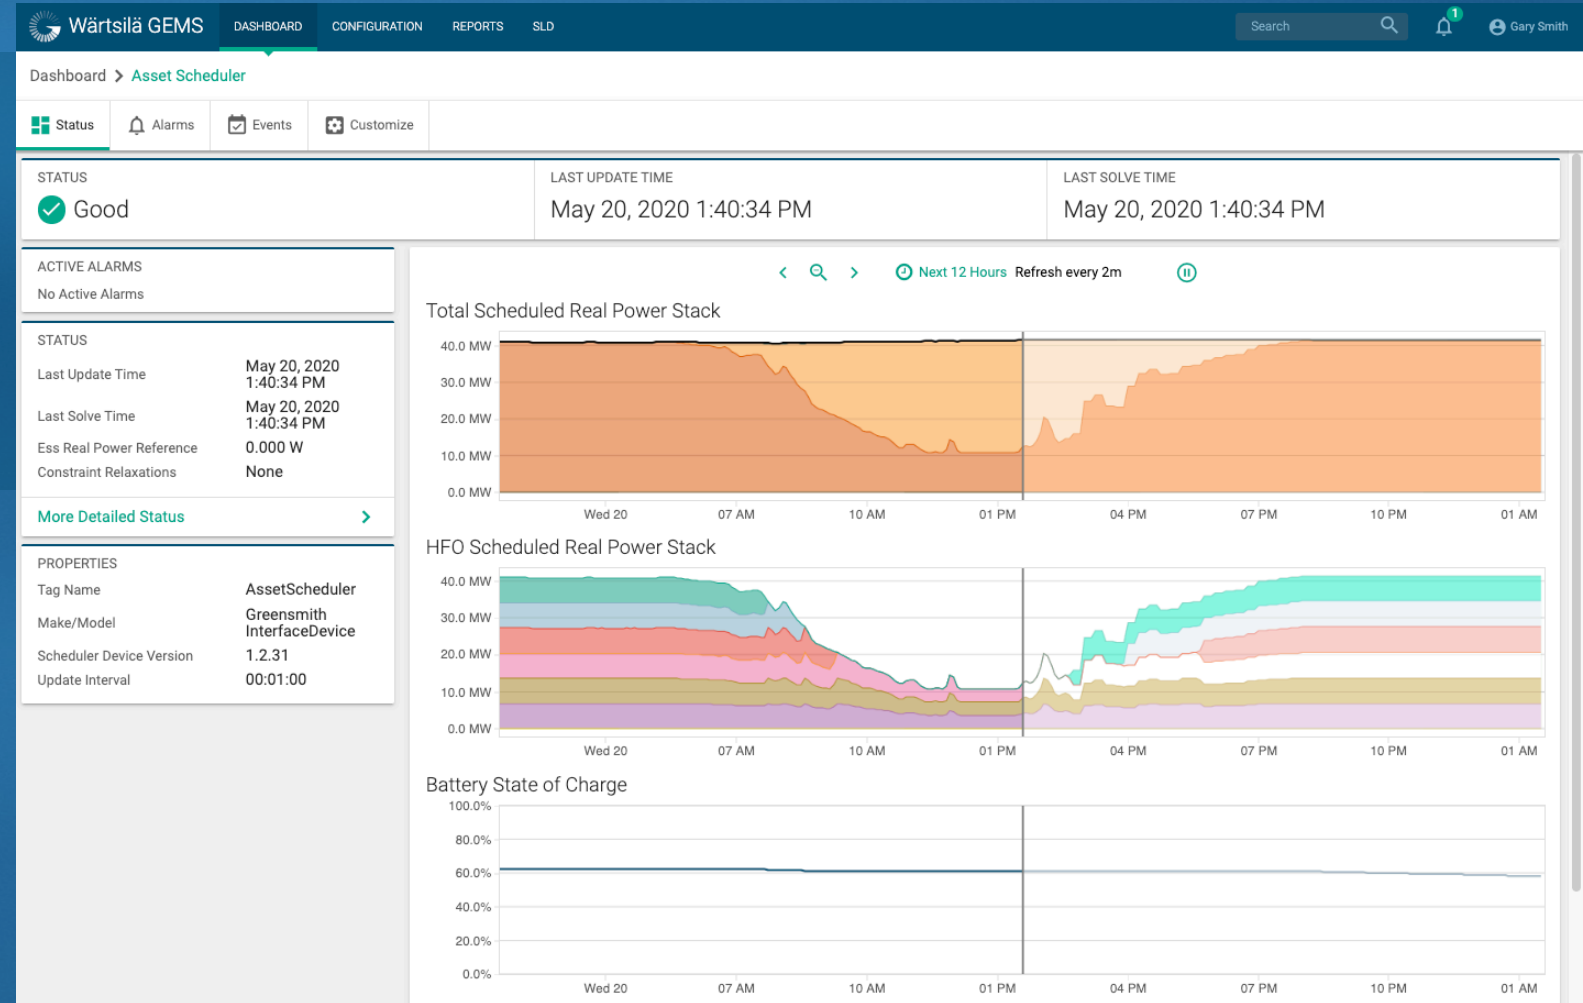 Wärtsilä GEMS DASHBOARD CONFIGURATION REPORTS SLD Search 1 Gary Smith
Dashboard > Asset Scheduler
Status Alarms Events Customize
STATUS LAST UPDATE TIME LAST SOLVE TIME
Good May 20, 2020 1:40:34 PM May 20, 2020 1:40:34 PM
ACTIVE ALARMS
No Active Alarms
STATUS
Last Update Time May 20, 2020
1:40:34 PM
Last Solve Time May 20, 2020
1:40:34 PM
Ess Real Power Reference 0.000 W
Constraint Relaxations None
More Detailed Status >
PROPERTIES
Tag Name AssetScheduler
Make/Model Greensmith
InterfaceDevice
Scheduler Device Version 1.2.31
Update Interval 00:01:00
Next 12 Hours Refresh every 2m
Total Scheduled Real Power Stack
40.0 MW
30.0 MW
20.0 MW
10.0 MW
0.0 MW
Wed 20 07 AM 10 AM 01 PM 04 PM 07 PM 10 PM 01 AM
HFO Scheduled Real Power Stack
40.0 MW
30.0 MW
20.0 MW
10.0 MW
0.0 MW
Wed 20 07 AM 10 AM 01 PM 04 PM 07 PM 10 PM 01 AM
Battery State of Charge
100.0%
80.0%
60.0%
40.0%
20.0%
0.0%
Wed 20 07 AM 10 AM 01 PM 04 PM 07 PM 10 PM 01 AM